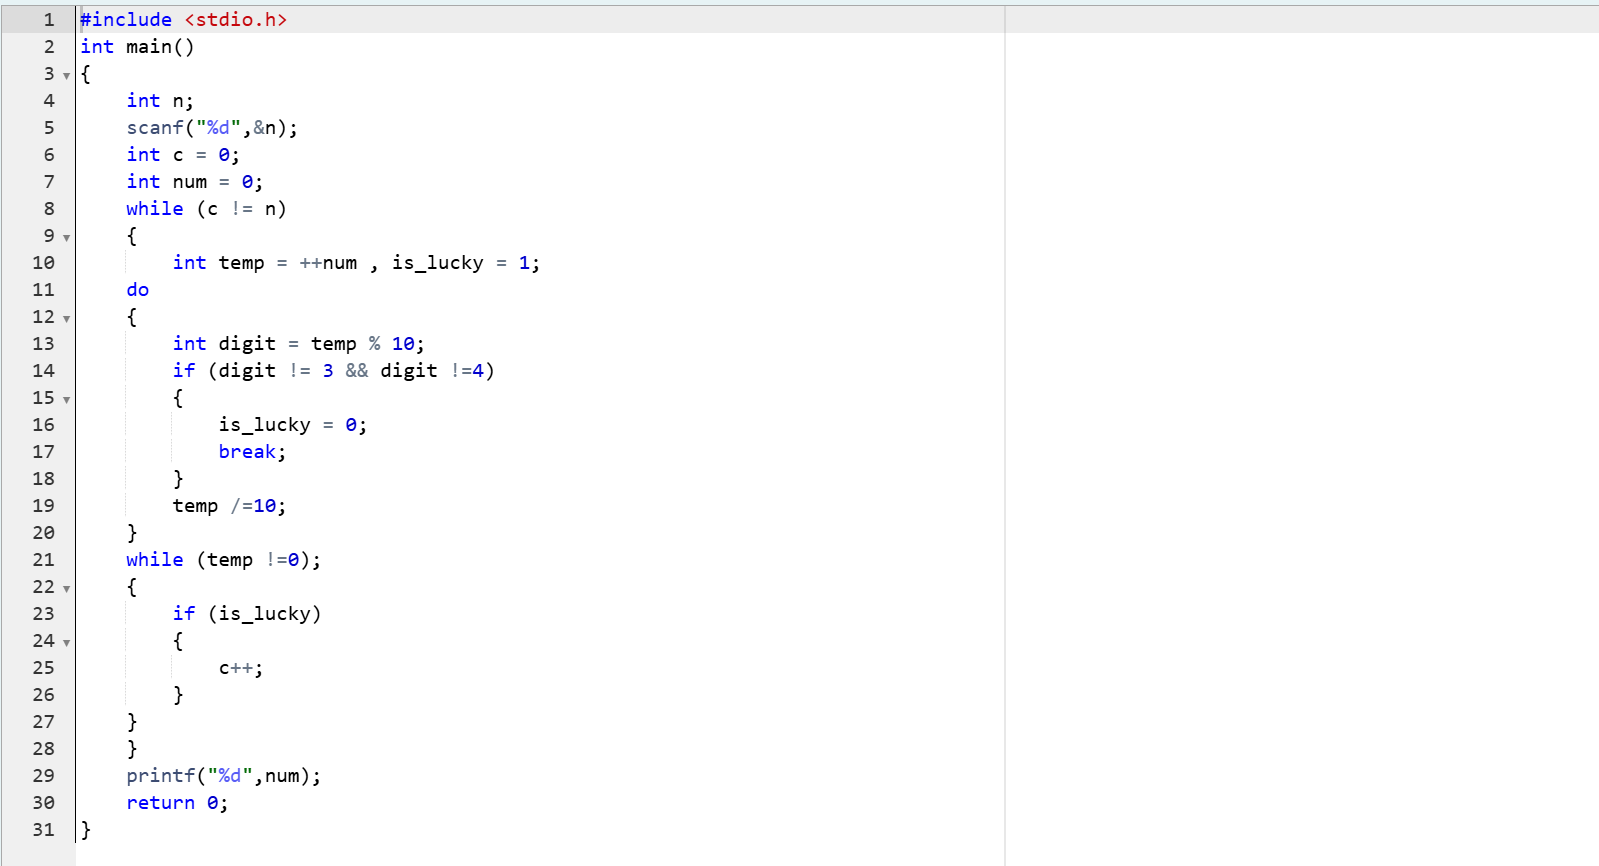 1 #include <stdio.h>
2 int main()
3 {
4     int n;
5     scanf("%d",&n);
6     int c = 0;
7     int num = 0;
8     while (c != n)
9     {
10         int temp = ++num , is_lucky = 1;
11     do
12     {
13         int digit = temp % 10;
14         if (digit != 3 && digit !=4)
15         {
16             is_lucky = 0;
17             break;
18         }
19         temp /=10;
20     }
21     while (temp !=0);
22     {
23         if (is_lucky)
24         {
25             c++;
26         }
27     }
28     }
29     printf("%d",num);
30     return 0;
31 }